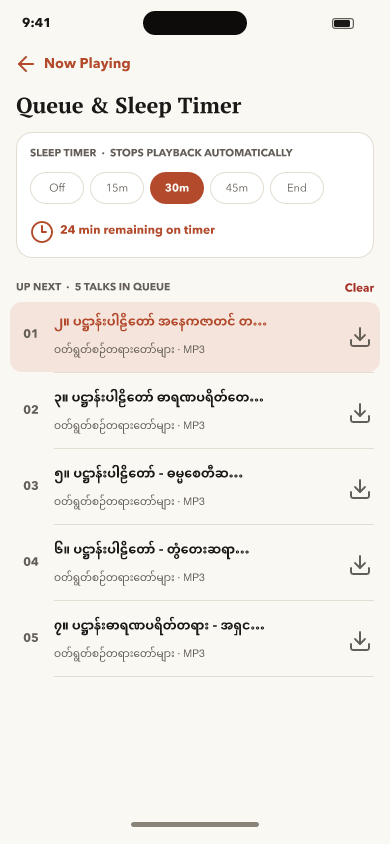 9:41
Now Playing
Queue & Sleep Timer
SLEEP TIMER · STOPS PLAYBACK AUTOMATICALLY
Off 15m 30m 45m End
24 min remaining on timer
UP NEXT · 5 TALKS IN QUEUE Clear
01 ၂။ ပဋ္ဌာန်းပါဠိတော် အနေကဇာတင် တ...
ဝတ်ရွတ်စဉ်တရားတော်များ · MP3
02 ၃။ ပဋ္ဌာန်းပါဠိတော် ဓာရဏပရိတ်တေ...
ဝတ်ရွတ်စဉ်တရားတော်များ · MP3
03 ၅။ ပဋ္ဌာန်းပါဠိတော် - ဓမ္မစေတီဆ...
ဝတ်ရွတ်စဉ်တရားတော်များ · MP3
04 ၆။ ပဋ္ဌာန်းပါဠိတော် - တွံတေးဆရာ...
ဝတ်ရွတ်စဉ်တရားတော်များ · MP3
05 ၇။ ပဋ္ဌာန်းဓာရဏပရိတ်တရား - အရှင...
ဝတ်ရွတ်စဉ်တရားတော်များ · MP3